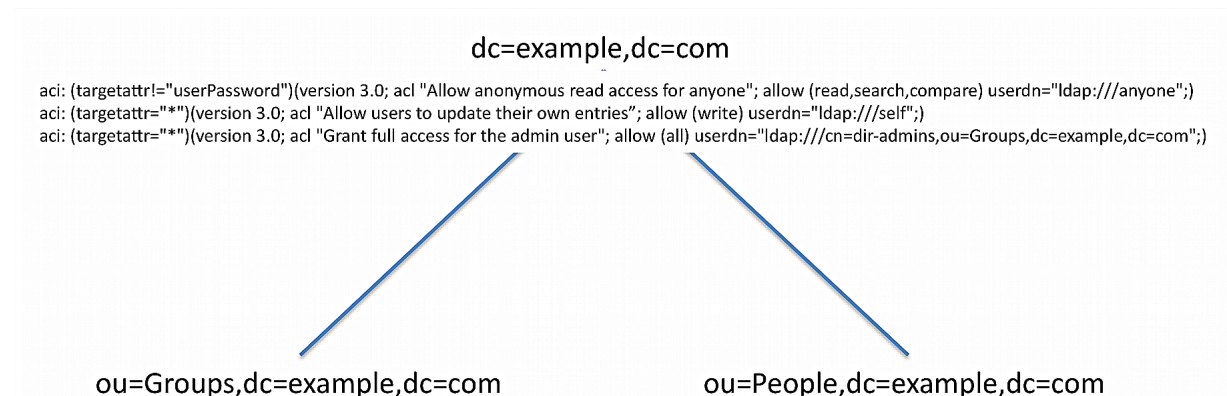 dc=example,dc=com
aci: (targetattr!="userPassword")(version 3.0; acl "Allow anonymous read access for anyone"; allow (read,search,compare) userdn="ldap:///anyone";)
aci: (targetattr="*")(version 3.0; acl "Allow users to update their own entries”; allow (write) userdn="ldap:///self";)
aci: (targetattr="*")(version 3.0; acl "Grant full access for the admin user"; allow (all) userdn="ldap:///cn=dir-admins,ou=Groups,dc=example,dc=com";)
ou=Groups,dc=example,dc=com
ou=People,dc=example,dc=com